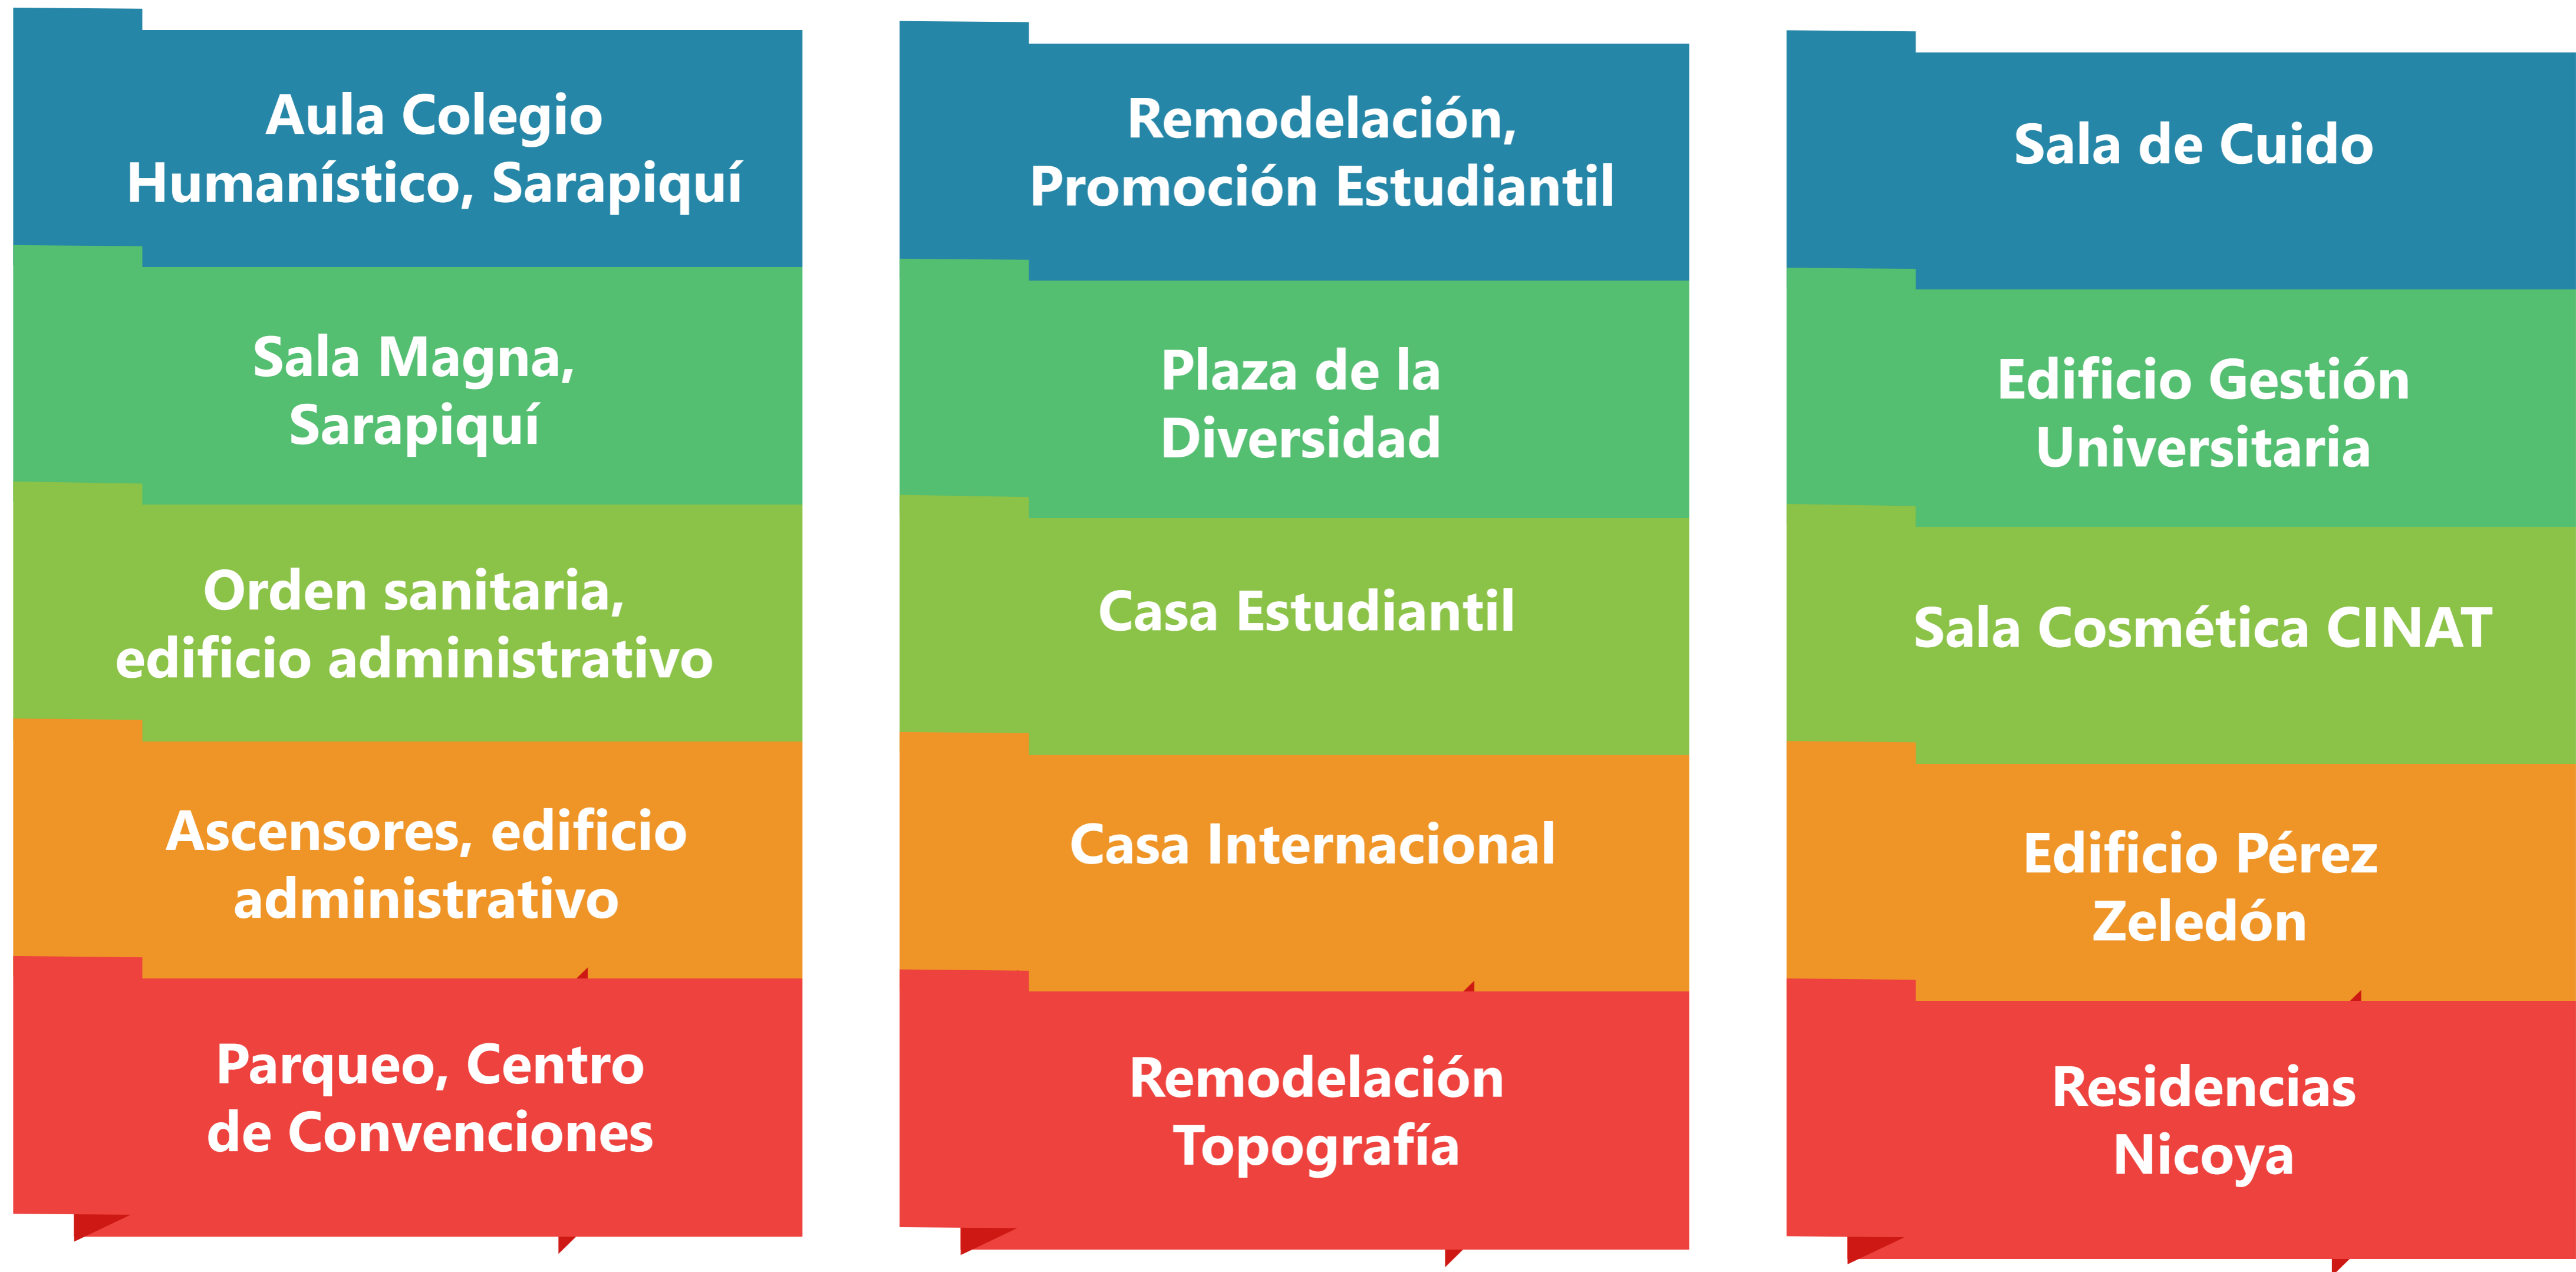 Aula Colegio
Humanístico, Sarapiquí
Sala Magna,
Sarapiquí
Orden sanitaria,
edificio administrativo
Ascensores, edificio
administrativo
Parqueo, Centro
de Convenciones
Remodelación,
Promoción Estudiantil
Plaza de la
Diversidad
Casa Estudiantil
Casa Internacional
Remodelación
Topografía
Sala de Cuido
Edificio Gestión
Universitaria
Sala Cosmética CINAT
Edificio Pérez
Zeledón
Residencias
Nicoya